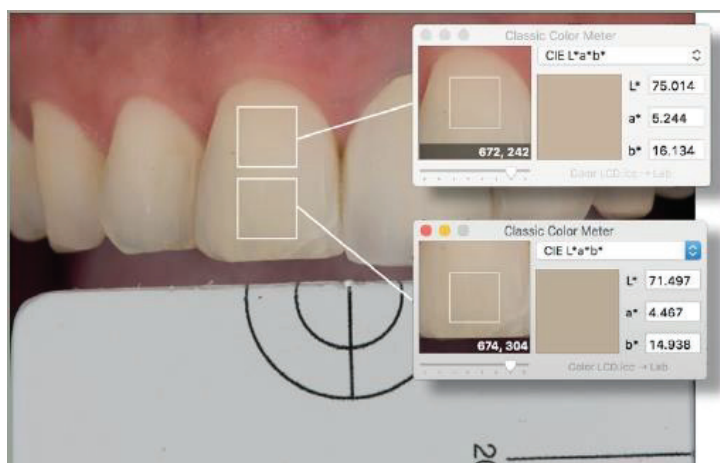 Classic Color Meter
CIE L*a*b*
L* 75.014
a* 5.244
b* 16.134
672, 242
Color LCD.icc → Lab
Classic Color Meter
CIE L*a*b*
L* 71.497
a* 4.467
b* 14.938
674, 304
Color LCD.icc → Lab
20